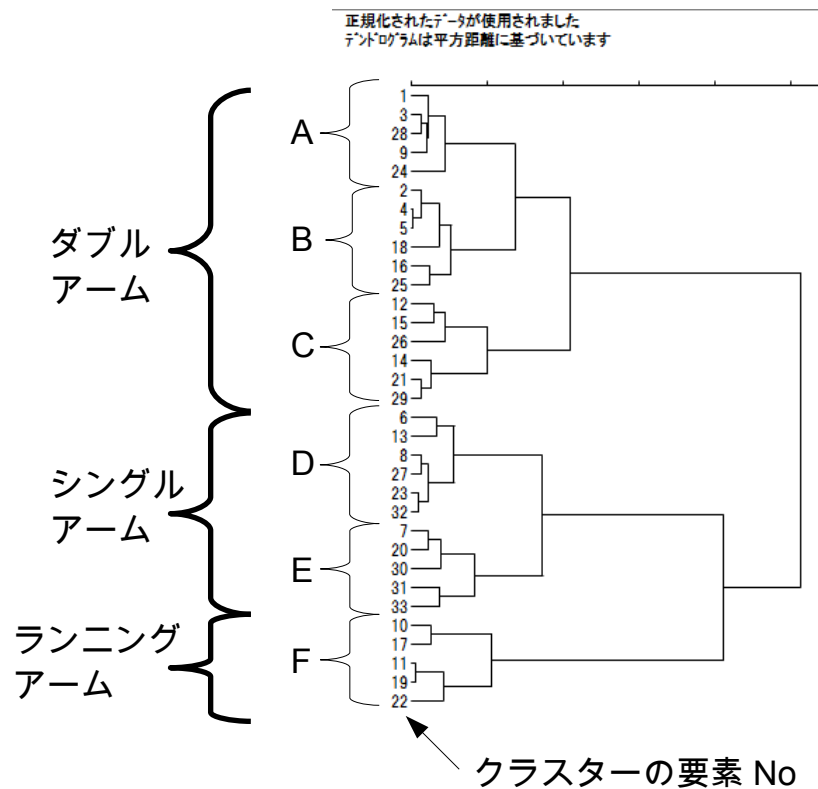 正規化されたデータが使用されました
デンドログラムは平方距離に基づいています
ダブル
アーム
シングル
アーム
ランニング
アーム
A
B
C
D
E
F
1
3
28
9
24
2
4
5
18
16
25
12
15
26
14
21
29
6
13
8
27
23
32
7
20
30
31
33
10
17
11
19
22
クラスターの要素 No